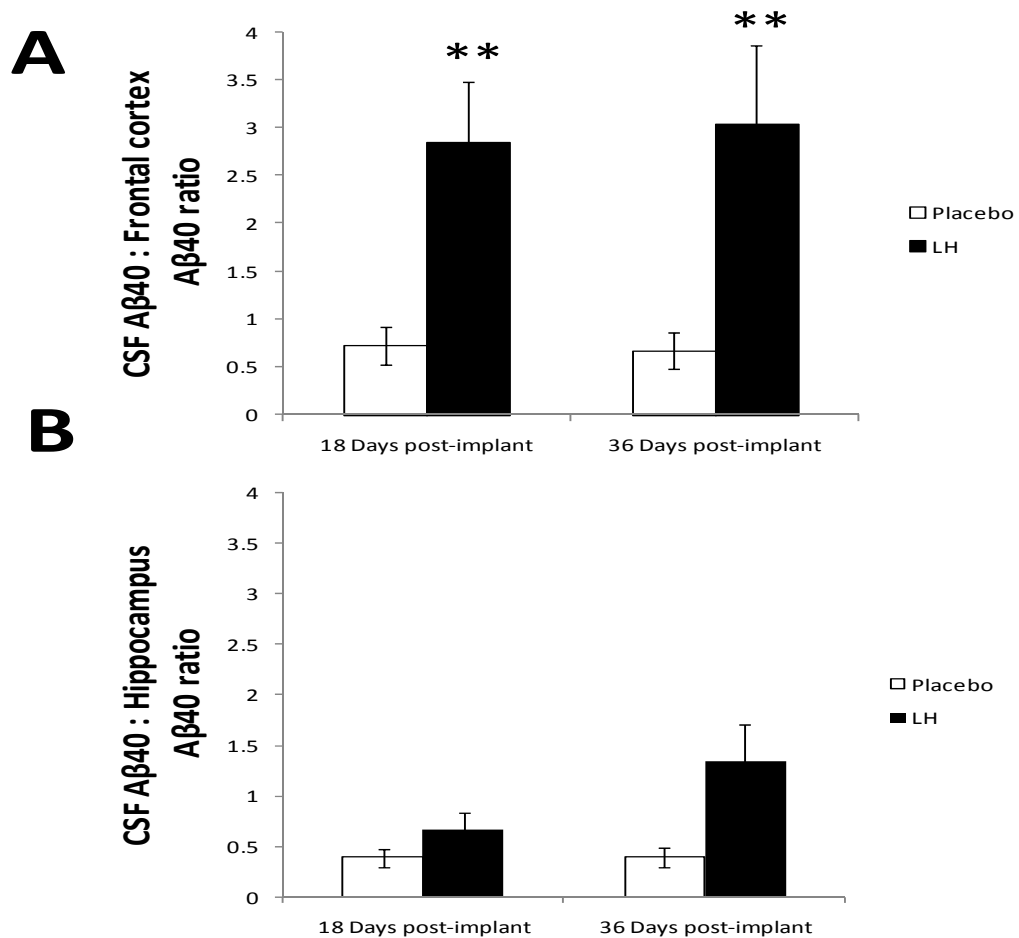 A
CSF Aβ40 : Frontal cortex
Aβ40 ratio
4
3.5
3
2.5
2
1.5
1
0.5
0
**
**
18 Days post-implant
36 Days post-implant
Placebo
LH
B
CSF Aβ40 : Hippocampus
Aβ40 ratio
4
3.5
3
2.5
2
1.5
1
0.5
0
18 Days post-implant
36 Days post-implant
Placebo
LH